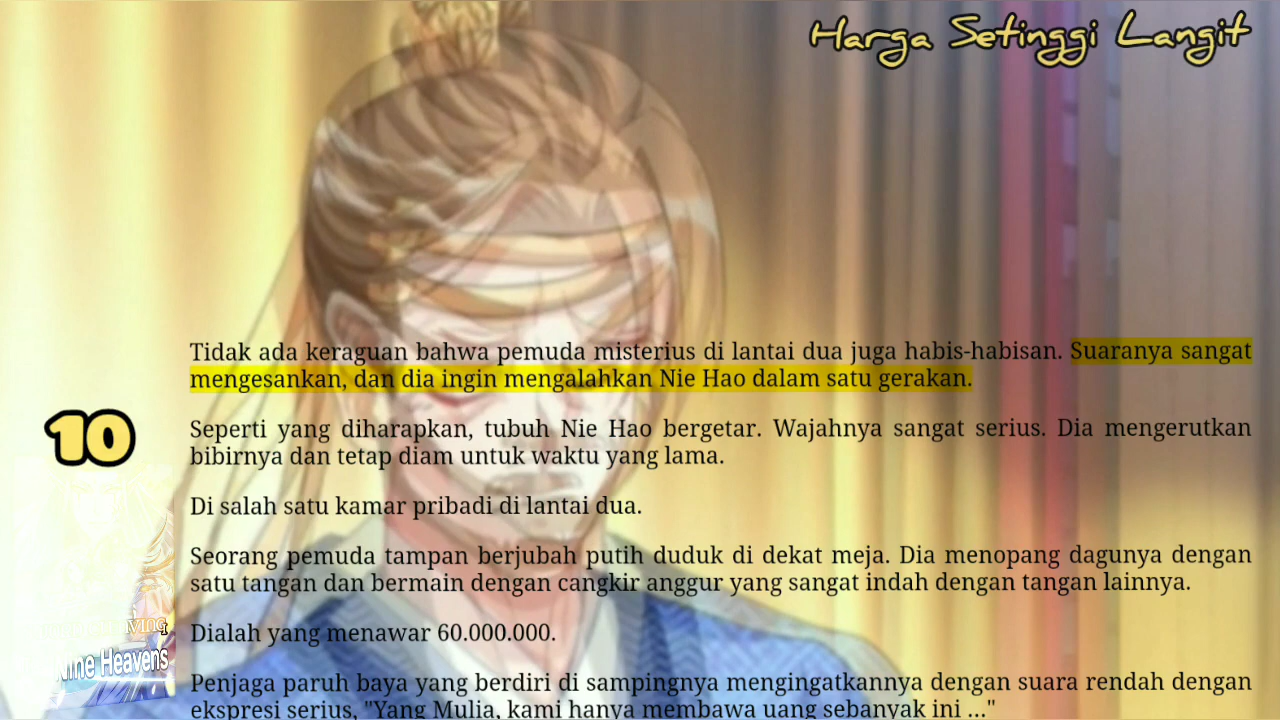 Harga Setinggi Langit
Tidak ada keraguan bahwa pemuda misterius di lantai dua juga habis-habisan. Suaranya sangat
mengesankan, dan dia ingin mengalahkan Nie Hao dalam satu gerakan.
10
Seperti yang diharapkan, tubuh Nie Hao bergetar. Wajahnya sangat serius. Dia mengerutkan
bibirnya dan tetap diam untuk waktu yang lama.
Di salah satu kamar pribadi di lantai dua.
Seorang pemuda tampan berjubah putih duduk di dekat meja. Dia menopang dagunya dengan
satu tangan dan bermain dengan cangkir anggur yang sangat indah dengan tangan lainnya.
Dialah yang menawar 60.000.000.
Nine Heavens
Penjaga paruh baya yang berdiri di sampingnya mengingatkannya dengan suara rendah dengan
ekspresi serius, "Yang Mulia, kami hanya membawa uang sebanyak ini ..."